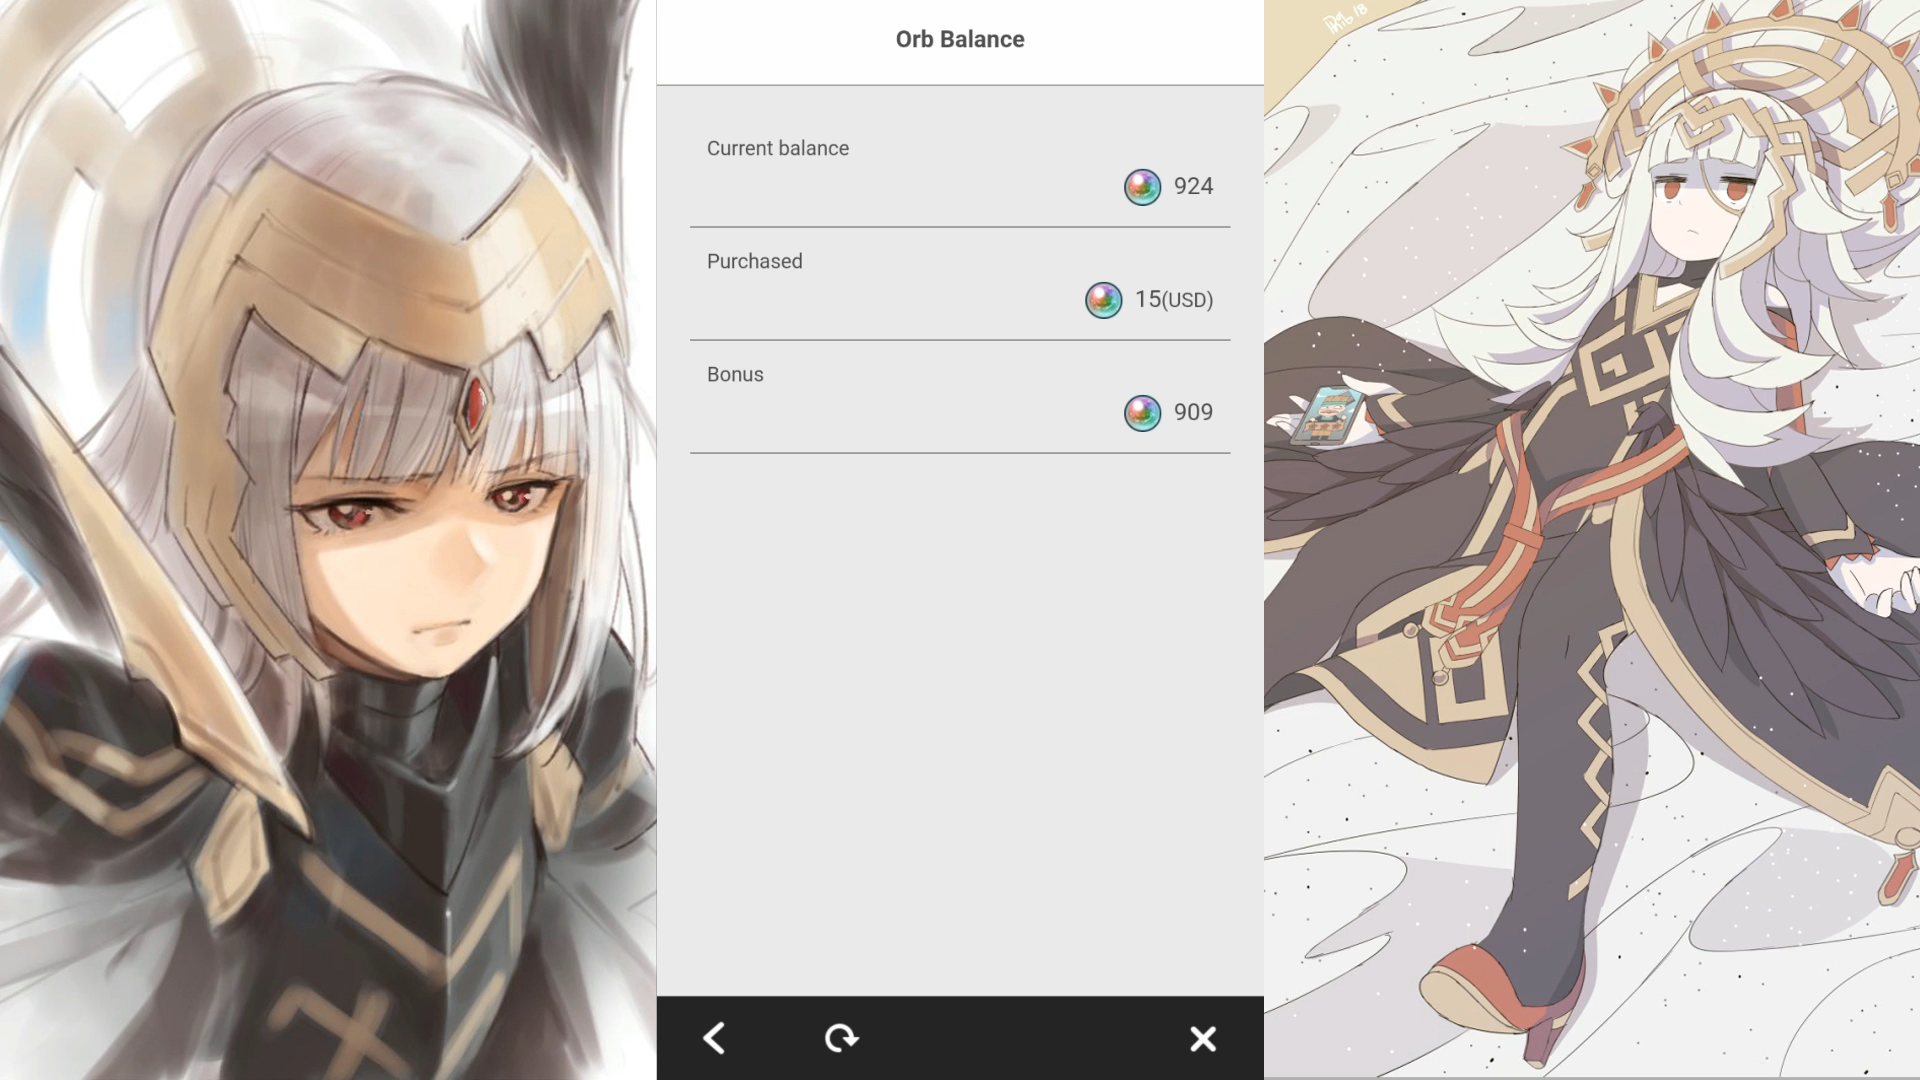 Orb Balance
Current balance
924
Purchased
15(USD)
Bonus
909